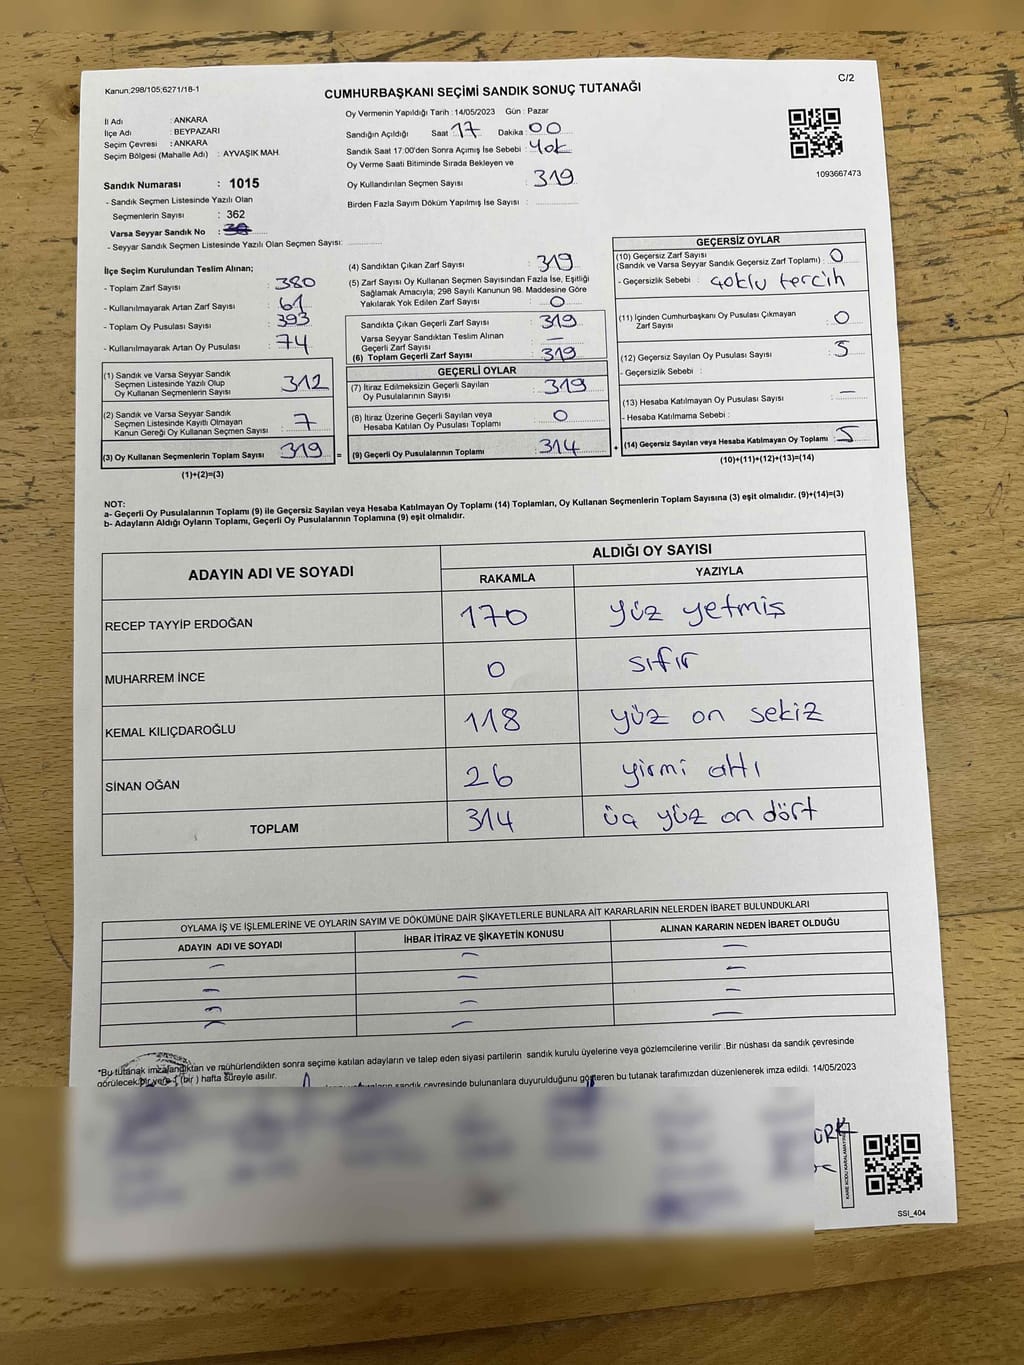 Kanun,298/105;6271/18-1
C/2
CUMHURBAŞKANI SEÇİMİ SANDIK SONUÇ TUTANAĞI
İl Adı : ANKARA
İlçe Adı : BEYPAZARI
Seçim Çevresi : ANKARA
Seçim Bölgesi (Mahalle Adı) : AYVAŞIK MAH.
Oy Vermenin Yapıldığı Tarih : 14/05/2023 Gün : Pazar
Sandığın Açıldığı Saat 17 Dakika 00
Sandık Saat 17:00'den Sonra Açımış İse Sebebi : Yok
Oy Verme Saati Bitiminde Sırada Bekleyen ve
Oy Kullandırılan Seçmen Sayısı : 319
Birden Fazla Sayım Döküm Yapılmış İse Sayısı :
1093667473
Sandık Numarası : 1015
- Sandık Seçmen Listesinde Yazılı Olan
Seçmenlerin Sayısı : 362
Varsa Seyyar Sandık No :
- Seyyar Sandık Seçmen Listesinde Yazılı Olan Seçmen Sayısı:
İlçe Seçim Kurulundan Teslim Alınan;
- Toplam Zarf Sayısı : 380
- Kullanılmayarak Artan Zarf Sayısı : 61
- Toplam Oy Pusulası Sayısı : 393
- Kullanılmayarak Artan Oy Pusulası : 74
(1) Sandık ve Varsa Seyyar Sandık
Seçmen Listesinde Yazılı Olup
Oy Kullanan Seçmenlerin Sayısı : 312
(2) Sandık ve Varsa Seyyar Sandık
Seçmen Listesinde Kayıtlı Olmayan
Kanun Gereği Oy Kullanan Seçmen Sayısı : 7
(3) Oy Kullanan Seçmenlerin Toplam Sayısı : 319 =
(1)+(2)=(3)
(4) Sandıktan Çıkan Zarf Sayısı : 319
(5) Zarf Sayısı Oy Kullanan Seçmen Sayısından Fazla İse, Eşitliği
Sağlamak Amacıyla; 298 Sayılı Kanunun 98. Maddesine Göre
Yakılarak Yok Edilen Zarf Sayısı : 0
Sandıkta Çıkan Geçerli Zarf Sayısı : 319
Varsa Seyyar Sandıktan Teslim Alınan
Geçerli Zarf Sayısı : —
(6) Toplam Geçerli Zarf Sayısı : 319
GEÇERLİ OYLAR
(7) İtiraz Edilmeksizin Geçerli Sayılan
Oy Pusulalarının Sayısı : 319
(8) İtiraz Üzerine Geçerli Sayılan veya
Hesaba Katılan Oy Pusulası Toplamı : 0
(9) Geçerli Oy Pusulalarının Toplamı : 314 +
GEÇERSİZ OYLAR
(10) Geçersiz Zarf Sayısı
(Sandık ve Varsa Seyyar Sandık Geçersiz Zarf Toplamı) : 0
- Geçersizlik Sebebi : çoklu tercih
(11) İçinden Cumhurbaşkanı Oy Pusulası Çıkmayan
Zarf Sayısı : 0
(12) Geçersiz Sayılan Oy Pusulası Sayısı : 5
- Geçersizlik Sebebi :
(13) Hesaba Katılmayan Oy Pusulası Sayısı : —
- Hesaba Katılmama Sebebi :
(14) Geçersiz Sayılan veya Hesaba Katılmayan Oy Toplamı : 5
(10)+(11)+(12)+(13)=(14)
NOT:
a- Geçerli Oy Pusulalarının Toplamı (9) ile Geçersiz Sayılan veya Hesaba Katılmayan Oy Toplamı (14) Toplamları, Oy Kullanan Seçmenlerin Toplam Sayısına (3) eşit olmalıdır. (9)+(14)=(3)
b- Adayların Aldığı Oyların Toplamı, Geçerli Oy Pusulalarının Toplamına (9) eşit olmalıdır.
ADAYIN ADI VE SOYADI ALDIĞI OY SAYISI
RAKAMLA YAZIYLA
RECEP TAYYİP ERDOĞAN 170 yüz yetmiş
MUHARREM İNCE 0 sıfır
KEMAL KILIÇDAROĞLU 118 yüz on sekiz
SİNAN OĞAN 26 yirmi altı
TOPLAM 314 üç yüz on dört
OYLAMA İŞ VE İŞLEMLERİNE VE OYLARIN SAYIM VE DÖKÜMÜNE DAİR ŞİKAYETLERLE BUNLARA AİT KARARLARIN NELERDEN İBARET BULUNDUKLARI
ADAYIN ADI VE SOYADI İHBAR İTİRAZ VE ŞİKAYETİN KONUSU ALINAN KARARIN NEDEN İBARET OLDUĞU
— — —
— — —
— — —
— — —
*Bu tutanak imzalandıktan ve mühürlendikten sonra seçime katılan adayların ve talep eden siyasi partilerin sandık kurulu üyelerine veya gözlemcilerine verilir .Bir nüshası da sandık çevresinde
görülecek bir yere 1 (bir ) hafta süreyle asılır.
sandık çevresinde bulunanlara duyurulduğunu gösteren bu tutanak tarafımızdan düzenlenerek imza edildi. 14/05/2023
KARE KODU KARALAMAYINIZ
SSI_404